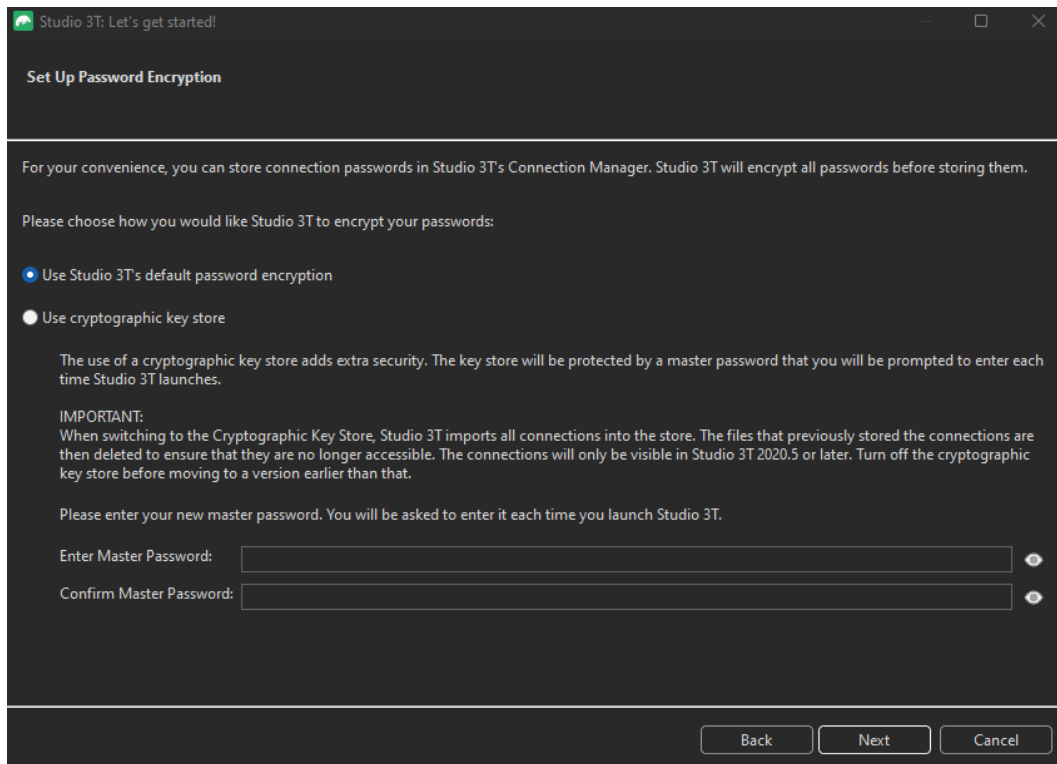 Studio 3T: Let's get started!
Set Up Password Encryption
For your convenience, you can store connection passwords in Studio 3T's Connection Manager. Studio 3T will encrypt all passwords before storing them.
Please choose how you would like Studio 3T to encrypt your passwords:
Use Studio 3T's default password encryption
Use cryptographic key store
The use of a cryptographic key store adds extra security. The key store will be protected by a master password that you will be prompted to enter each
time Studio 3T launches.
IMPORTANT:
When switching to the Cryptographic Key Store, Studio 3T imports all connections into the store. The files that previously stored the connections are
then deleted to ensure that they are no longer accessible. The connections will only be visible in Studio 3T 2020.5 or later. Turn off the cryptographic
key store before moving to a version earlier than that.
Please enter your new master password. You will be asked to enter it each time you launch Studio 3T.
Enter Master Password:
Confirm Master Password:
Back Next Cancel